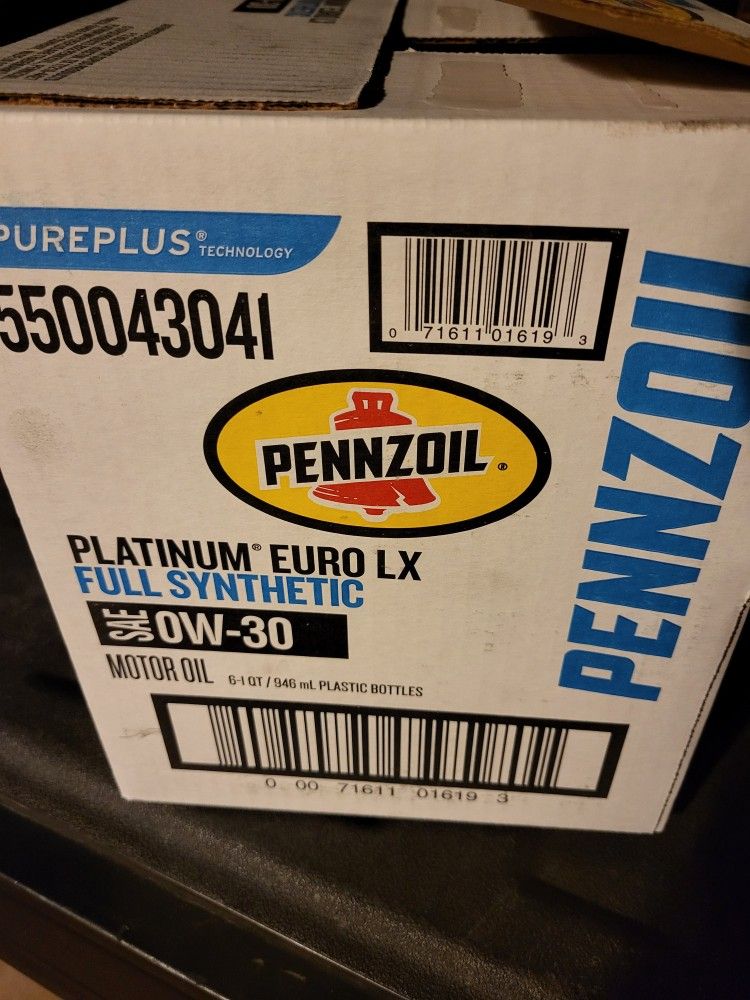 PUREPLUS® TECHNOLOGY
550043041
0 71611 01619 3
PENNZOIL
PENNZOIL®
PLATINUM® EURO LX
FULL SYNTHETIC
SAE 0W-30
MOTOR OIL 6-1 QT / 946 mL PLASTIC BOTTLES
0 00 71611 01619 3